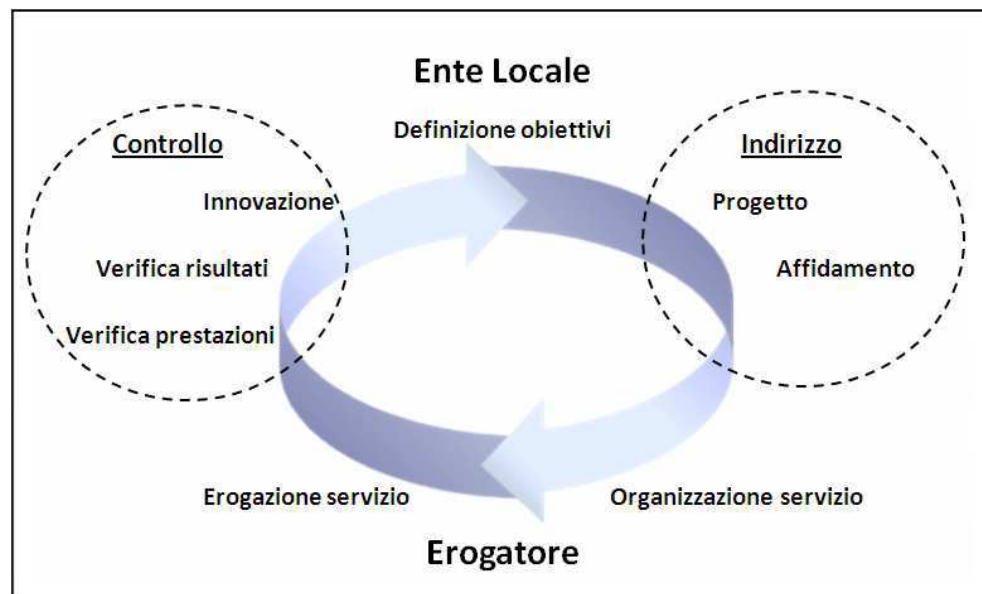 Ente Locale
Definizione obiettivi
Controllo
Innovazione
Verifica risultati
Verifica prestazioni
Indirizzo
Progetto
Affidamento
Erogazione servizio
Organizzazione servizio
Erogatore